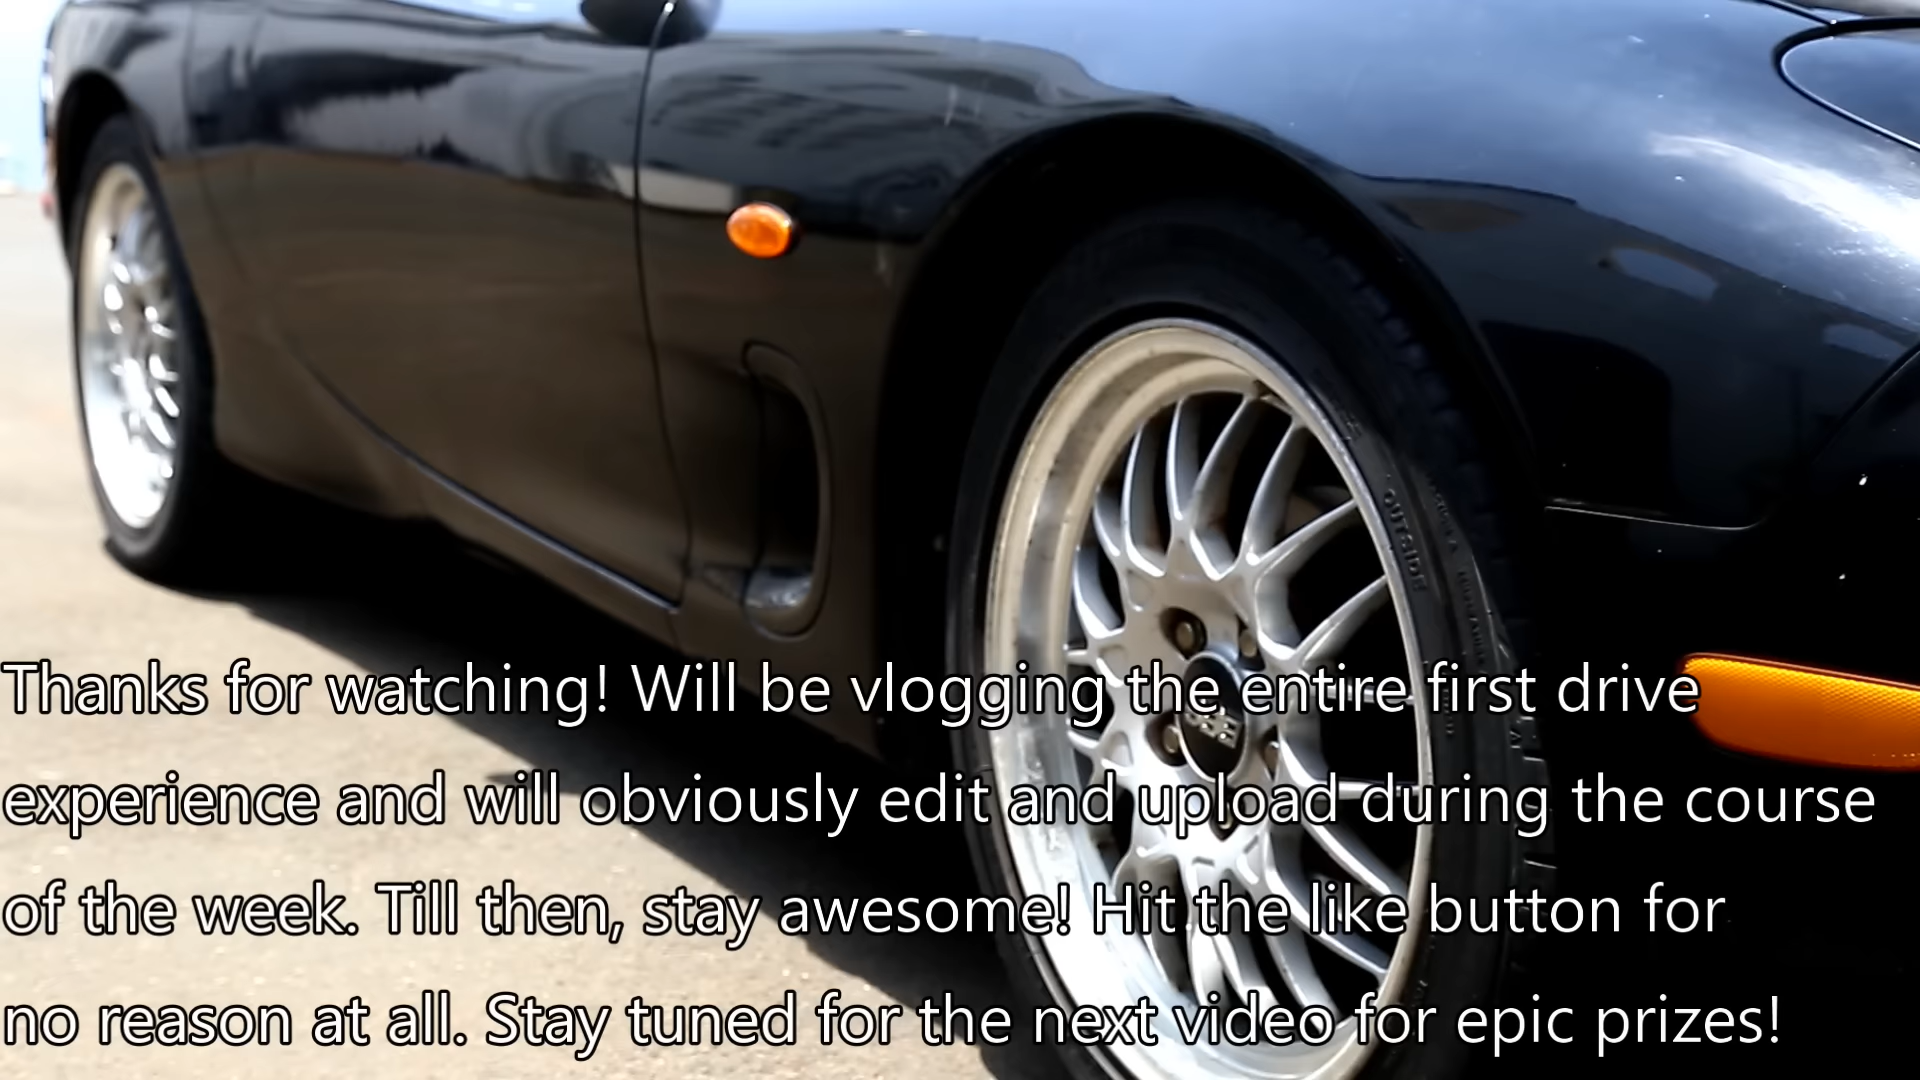 OUTSIDE
Thanks for watching! Will be vlogging the entire first drive
experience and will obviously edit and upload during the course
of the week. Till then, stay awesome! Hit the like button for
no reason at all. Stay tuned for the next video for epic prizes!